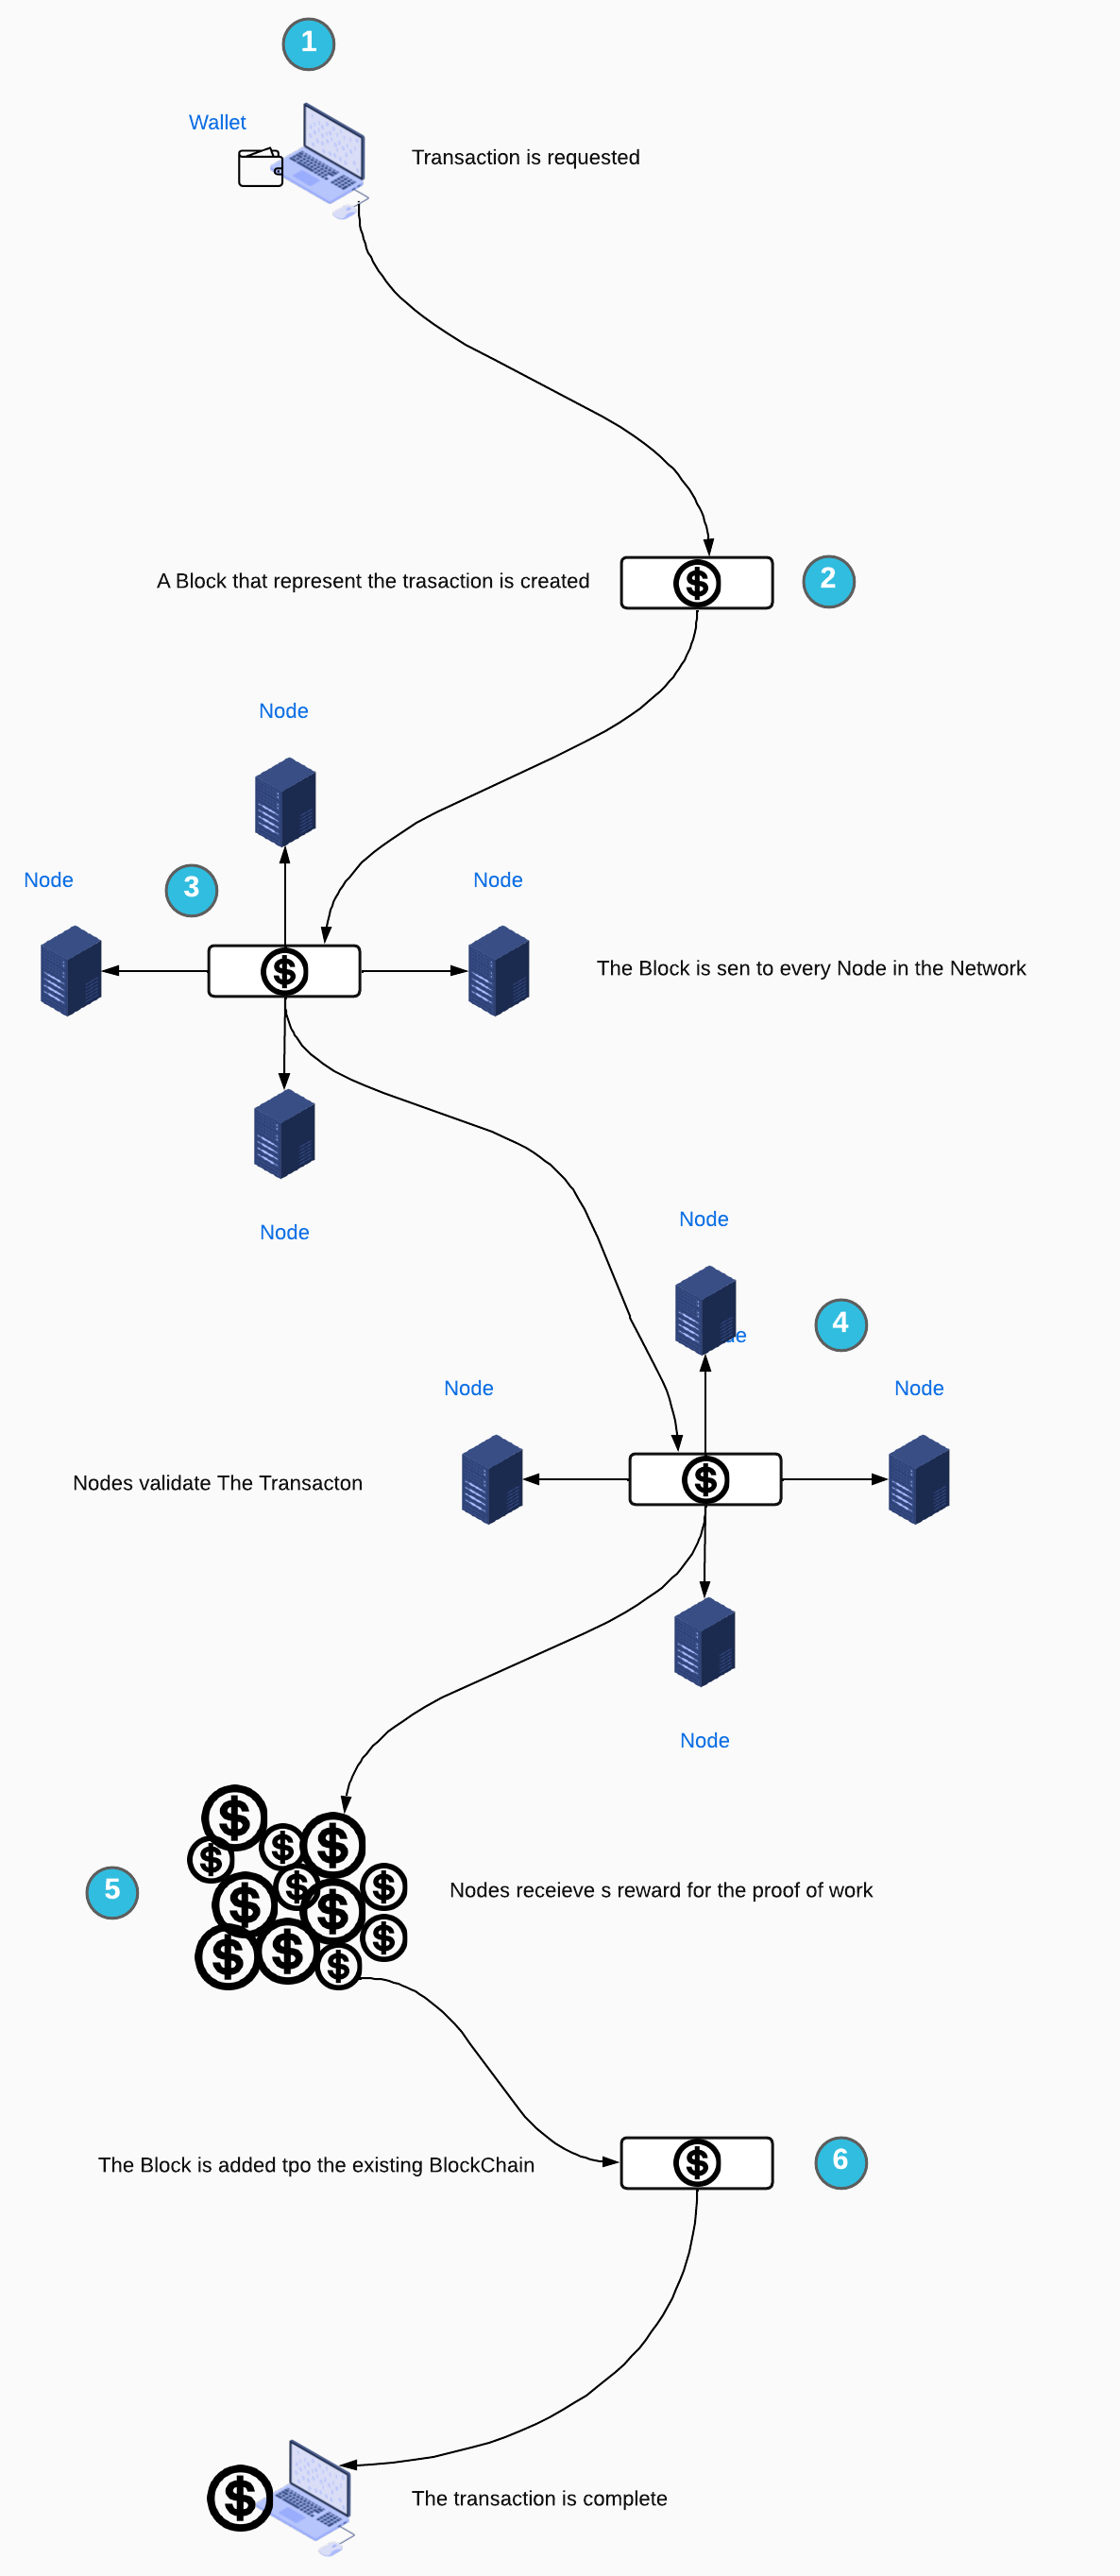 1
Wallet
Transaction is requested
A Block that represent the trasaction is created
2
Node
Node
3
Node
The Block is sen to every Node in the Network
Node
Node
4
Node
Node
Nodes validate The Transacton
Node
5
Nodes receieve s reward for the proof of work
The Block is added tpo the existing BlockChain
6
The transaction is complete